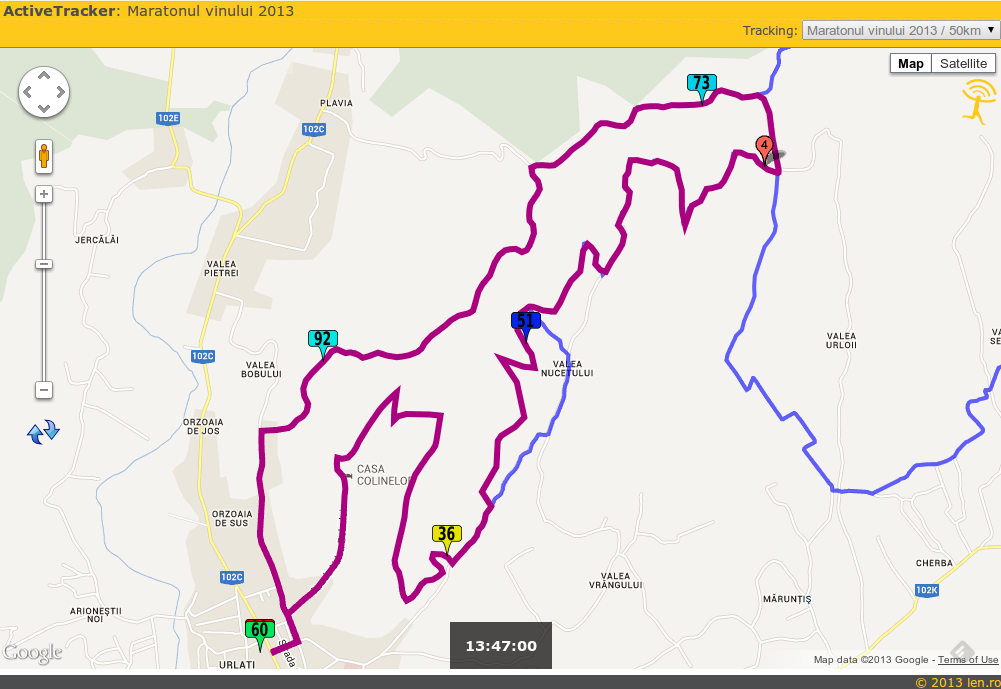 ActiveTracker: Maratonul vinului 2013
Tracking: Maratonul vinului 2013 / 50km
Map Satellite
73
PLAVIA
102E
102C
4
JERCĂLĂI
VALEA
PIETREI
51
92
VALEA
URLOII
VA
SE
102C
VALEA
BOBULUI
VALEA
NUCETULUI
ORZOAIA
DE JOS
CASA
COLINELOR
ORZOAIA
DE SUS
36
CHERBA
102C
VALEA
VRÂNGULUI
102K
MĂRUNȚIȘ
ARIONEȘTII
NOI
60
Strada
13:47:00
Google
URLATI
Map data ©2013 Google - Terms of Use
© 2013 len.ro